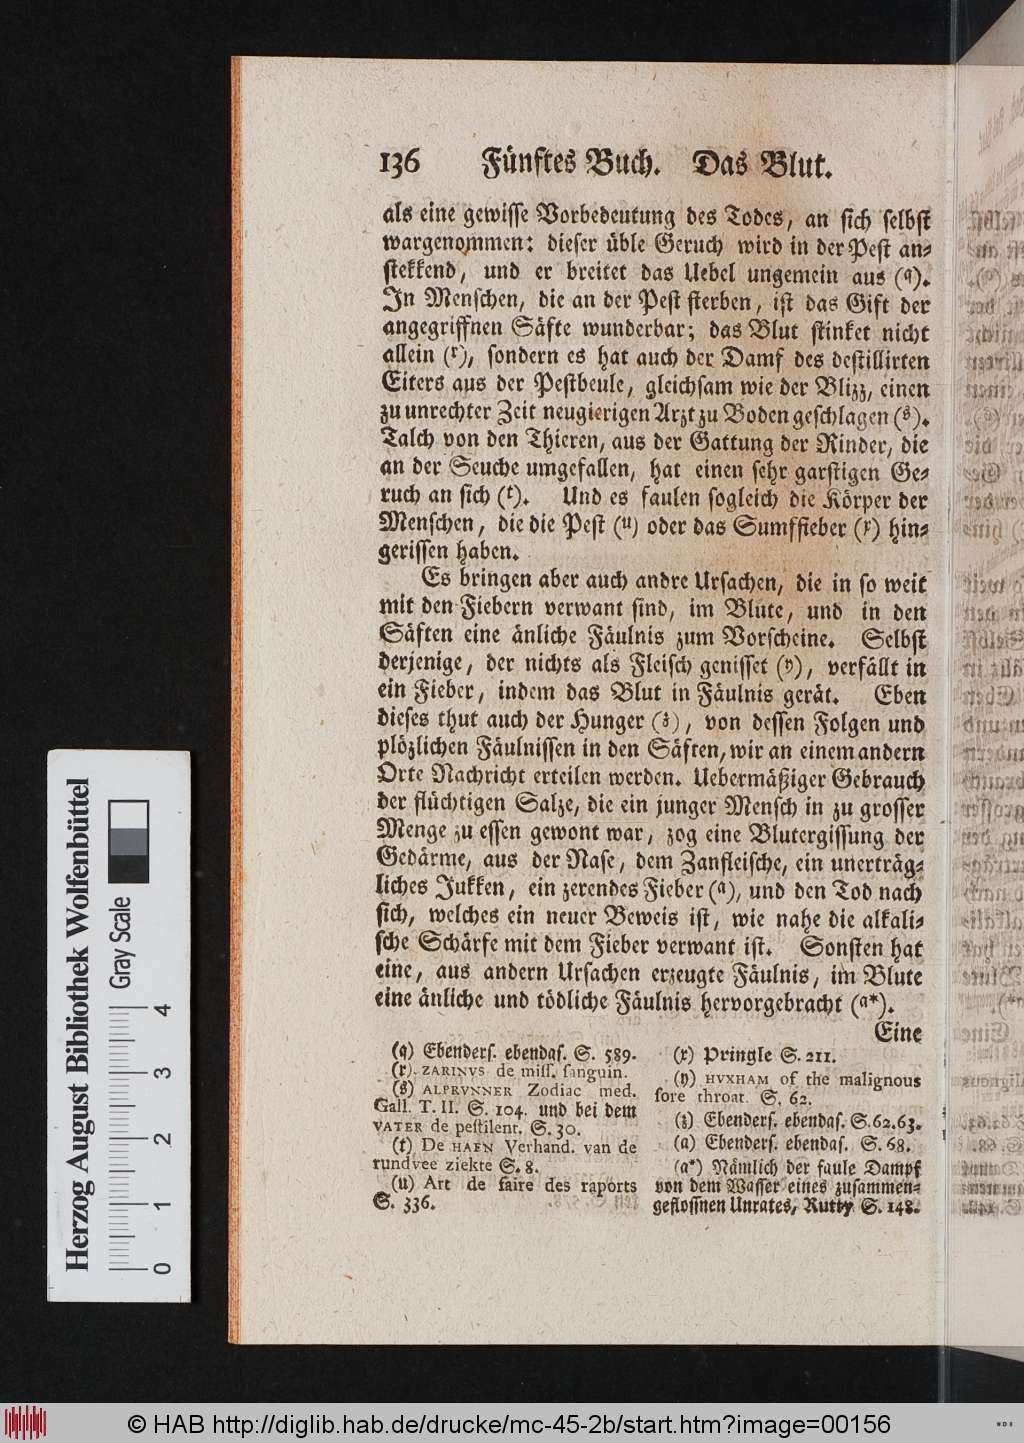 136 Fünftes Buch. Das Blut.
als eine gewisse Vorbedeutung des Todes, an sich selbst
wargenommen: dieser üble Geruch wird in der Pest an-
stekkend, und er breitet das Uebel ungemein aus (q).
In Menschen, die an der Pest sterben, ist das Gift der
angegriffnen Säfte wunderbar; das Blut stinket nicht
allein (r), sondern es hat auch der Damf des destillirten
Eiters aus der Pestbeule, gleichsam wie der Blizz, einen
zu unrechter Zeit neugierigen Arzt zu Boden geschlagen (s).
Talch von den Thieren, aus der Gattung der Rinder, die
an der Seuche umgefallen, hat einen sehr garstigen Ge-
ruch an sich (t). Und es faulen sogleich die Körper der
Menschen, die die Pest (u) oder das Sumffieber (x) hin-
gerissen haben.
Es bringen aber auch andre Ursachen, die in so weit
mit den Fiebern verwant sind, im Blute, und in den
Säften eine änliche Fäulnis zum Vorscheine. Selbst
derjenige, der nichts als Fleisch genisset (y), verfällt in
ein Fieber, indem das Blut in Fäulnis gerät. Eben
dieses thut auch der Hunger (z), von dessen Folgen und
plözlichen Fäulnissen in den Säften, wir an einem andern
Orte Nachricht erteilen werden. Uebermäßiger Gebrauch
der flüchtigen Salze, die ein junger Mensch in zu grosser
Menge zu essen gewont war, zog eine Blutergissung der
Gedärme, aus der Nase, dem Zanfleische, ein unerträg-
liches Jukken, ein zerendes Fieber (a), und den Tod nach
sich, welches ein neuer Beweis ist, wie nahe die alkali-
sche Schärfe mit dem Fieber verwant ist. Sonsten hat
eine, aus andern Ursachen erzeugte Fäulnis, im Blute
eine änliche und tödliche Fäulnis hervorgebracht (a*).
Eine
(q) Ebenders. ebendas. S. 589.
(r) ZARINVS de miss. sanguin.
(s) ALPRVNNER Zodiac med.
Gall. T. II. S. 104. und bei dem
VATER de pestilent. S. 30.
(t) De HAEN Verhand. van de
rundvee ziekte S. 8.
(u) Art de faire des raports
S. 336.
(x) Pringle S. 211.
(y) HVXHAM of the malignous
sore throat. S. 62.
(z) Ebenders. ebendas. S. 62. 63.
(a) Ebenders. ebendas. S. 68.
(a*) Nämlich der faule Dampf
von dem Wasser eines zusammen-
geflossnen Unrates, Rutty S. 148.
Herzog August Bibliothek Wolfenbüttel
Gray Scale
0 1 2 3 4
© HAB http://diglib.hab.de/drucke/mc-45-2b/start.htm?image=00156